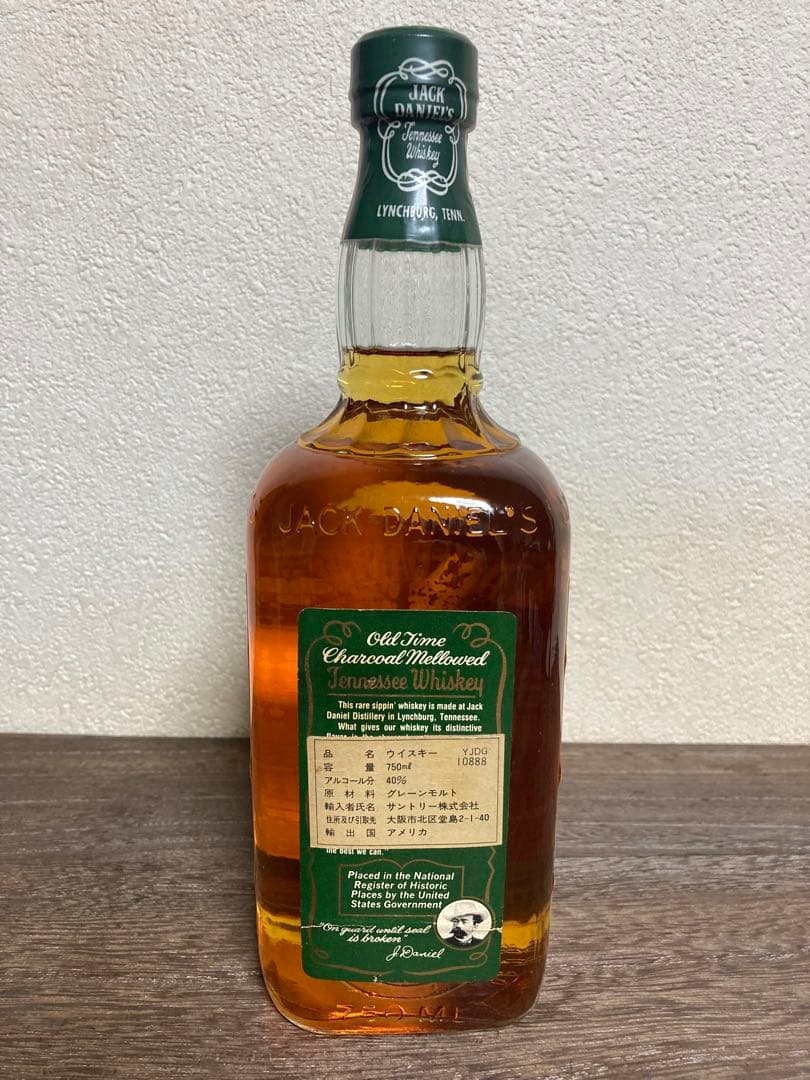 JACK
DANIEL'S
Tennessee
Whiskey
LYNCHBURG, TENN.
JACK DANIEL'S
Old Time
Charcoal Mellowed
Tennessee Whiskey
This rare sippin' whiskey is made at Jack
Daniel Distillery in Lynchburg, Tennessee.
What gives our whiskey its distinctive
品名 ウイスキー YJDG
容量 750ml 10888
アルコール分 40%
原材料 グレーンモルト
輸入者氏名 サントリー株式会社
住所及び引取先 大阪市北区堂島2-1-40
輸出国 アメリカ
the best we can."
Placed in the National
Register of Historic
Places by the United
States Government
"On guard until seal
is broken"
J. Daniel
750 ML